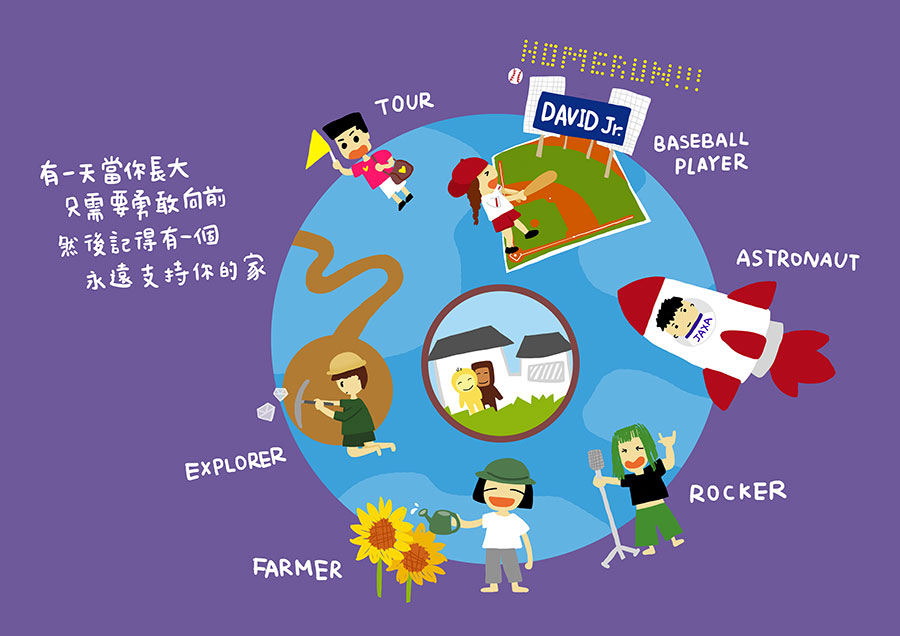 有一天當你長大
只需要勇敢向前
然後記得有一個
永遠支持你的家
TOUR
HOMERUN!!!
DAVID Jr.
BASEBALL
PLAYER
ASTRONAUT
JAXA
ROCKER
FARMER
EXPLORER